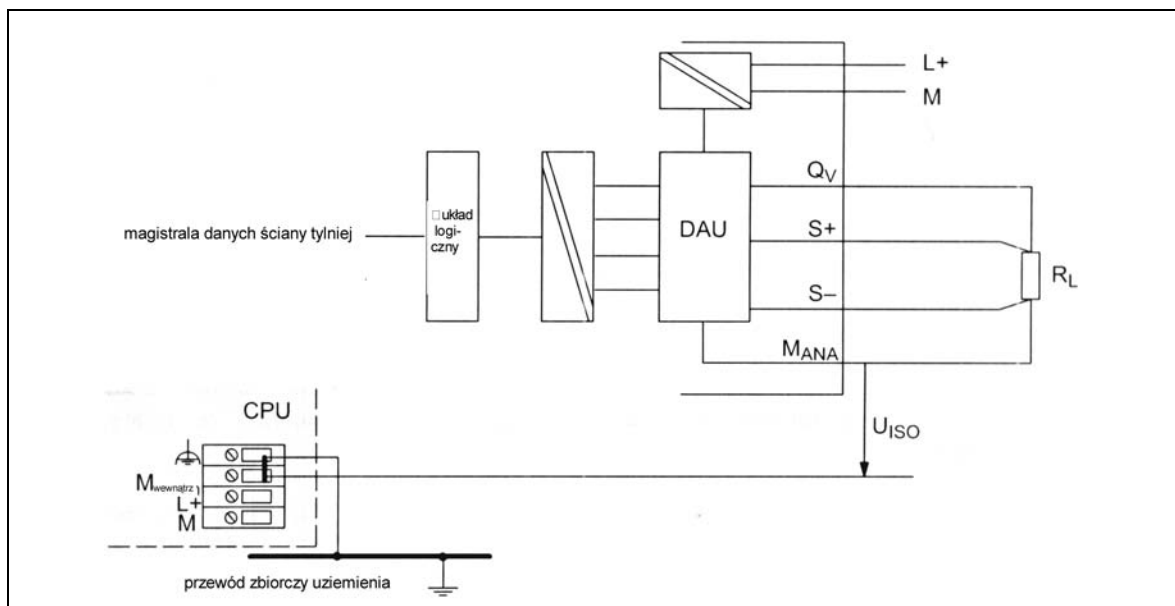 L+
M
magistrala danych ściany tylniej
układ
logi-
czny
DAU
QV
S+
S–
RL
MANA
CPU
UISO
Mwewnątrz
L+
M
przewód zbiorczy uziemienia